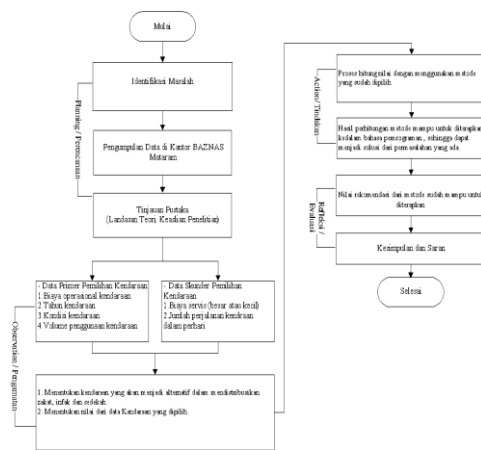 Mulai
Identifikasi Masalah
Planning / Perencanaan
Pengumpulan Data di Kantor BAZNAS
Mataram
Tinjauan Pustaka
(Landasan Teori, Keaslian Penelitian)
- Data Primer Pemilihan Kendaraan
1.Biaya operasional kendaraan
2.Tahun kendaraan
3.Kondisi kendaraan
4.Volume penggunaan kendaraan
- Data Skunder Pemilihan
Kendaraan
1.Biaya servis (besar atau kecil)
2.Jumlah perjalanan kendraan
dalam perhari
Observation / Pengamatan
1. Menentukan kendaraan yang akan menjadi alternatif dalam mendistribusikan
zakat, infak dan sedekah.
2. Menentukan nilai dari data Kendaraan yang dipilih.
Proses hitung nilai dengan menggunakan metode
yang sudah dipilih.
Action/ Tindakan
Hasil perhitungan metode mampu untuk diterapkan
kedalam bahasa pemrograman, sehingga dapat
menjadi solusi dari permasalahan yang ada.
Nilai rekomendasi dari metode sudah mampu untuk
diterapkan
Refleksi /
Evaluasi
Kesimpulan dan Saran
Selesai